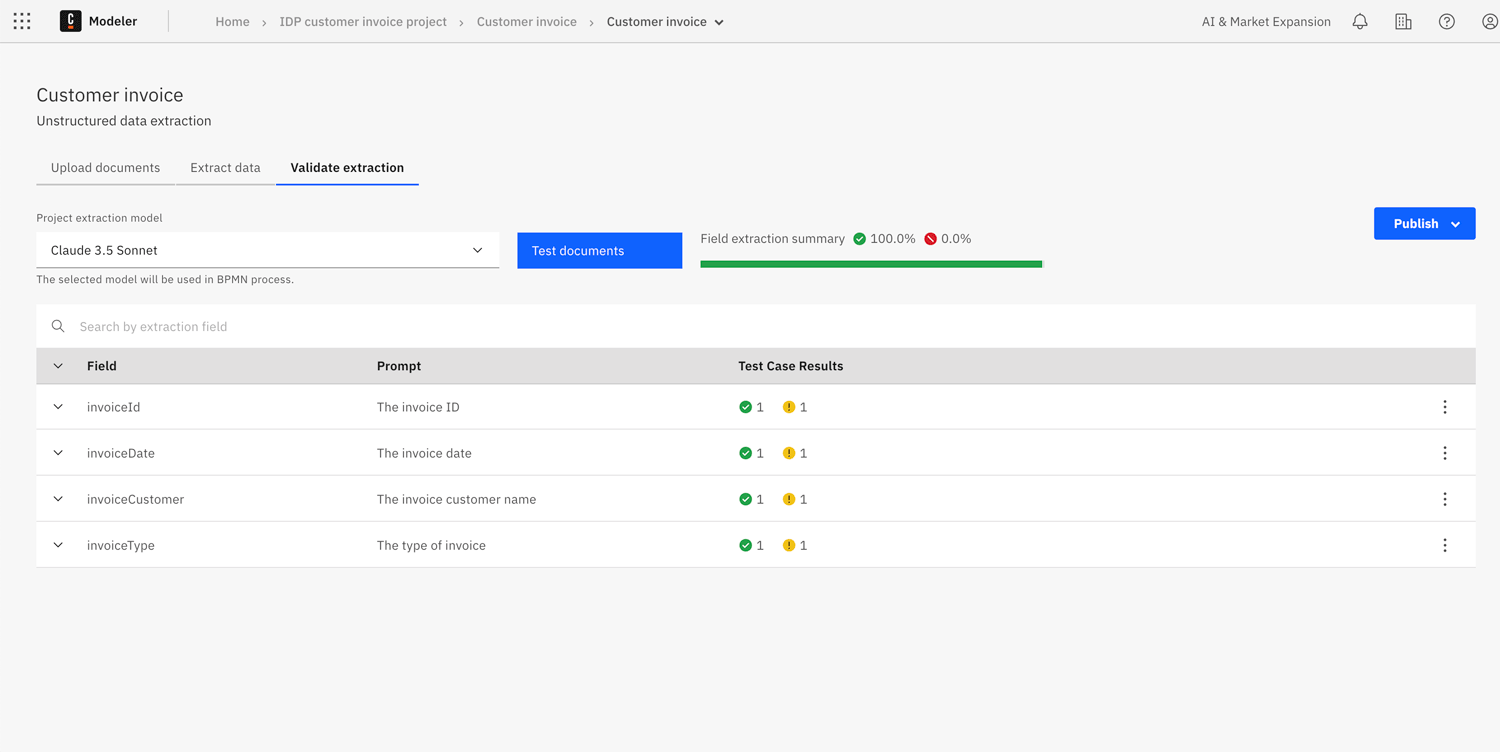 C Modeler Home › IDP customer invoice project › Customer invoice › Customer invoice AI & Market Expansion
Customer invoice
Unstructured data extraction
Upload documents Extract data Validate extraction
Project extraction model
Claude 3.5 Sonnet
The selected model will be used in BPMN process.
Test documents
Field extraction summary 100.0% 0.0%
Publish
Search by extraction field
Field Prompt Test Case Results
invoiceId The invoice ID 1 1
invoiceDate The invoice date 1 1
invoiceCustomer The invoice customer name 1 1
invoiceType The type of invoice 1 1